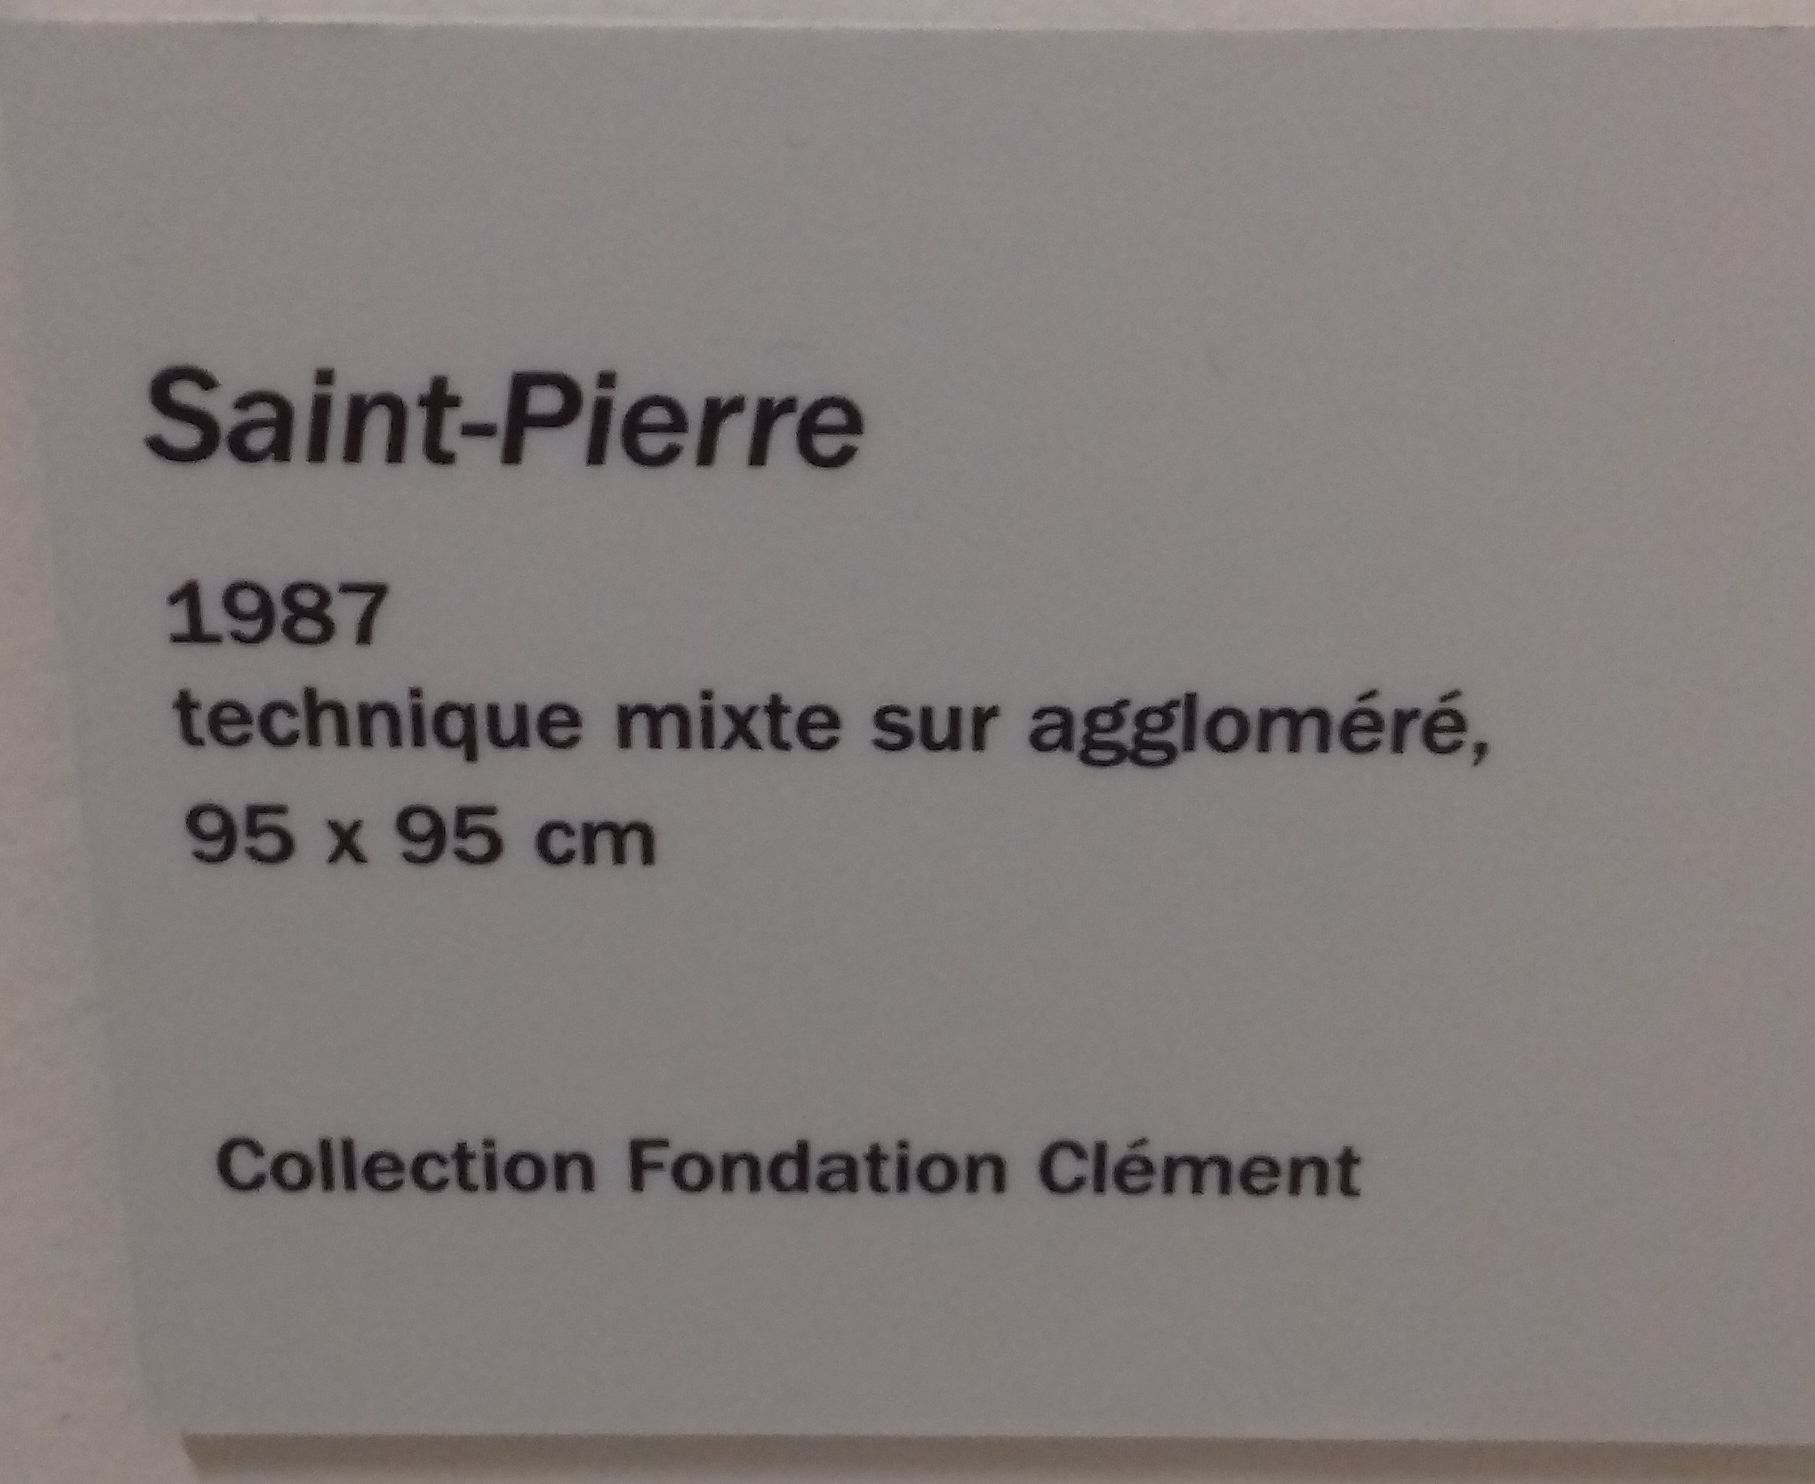 Saint-Pierre
1987
technique mixte sur aggloméré,
95 x 95 cm
Collection Fondation Clément